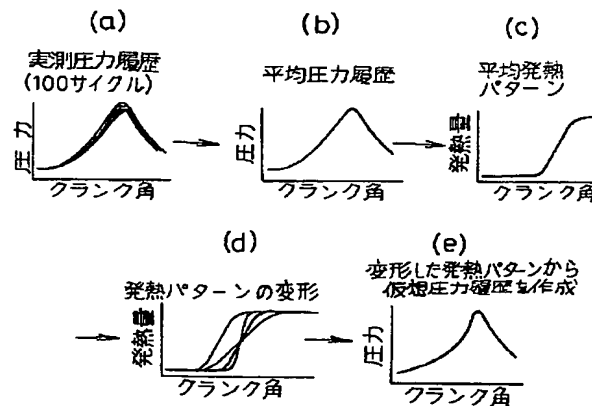 (a)
実測圧力履歴
(100サイクル)
圧力
クランク角
(b)
平均圧力履歴
圧力
クランク角
(c)
平均発熱
パターン
発熱量
クランク角
(d)
発熱パターンの変形
発熱量
クランク角
(e)
変形した発熱パターンから
仮想圧力履歴を作成
圧力
クランク角